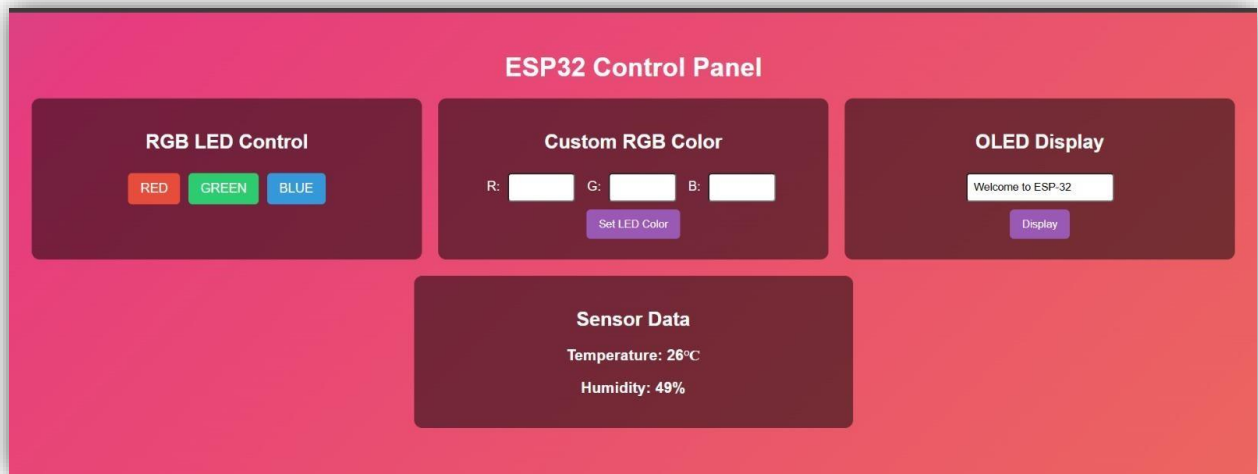 ESP32 Control Panel
RGB LED Control
RED GREEN BLUE
Custom RGB Color
R: G: B:
Set LED Color
OLED Display
Welcome to ESP-32
Display
Sensor Data
Temperature: 26°C
Humidity: 49%